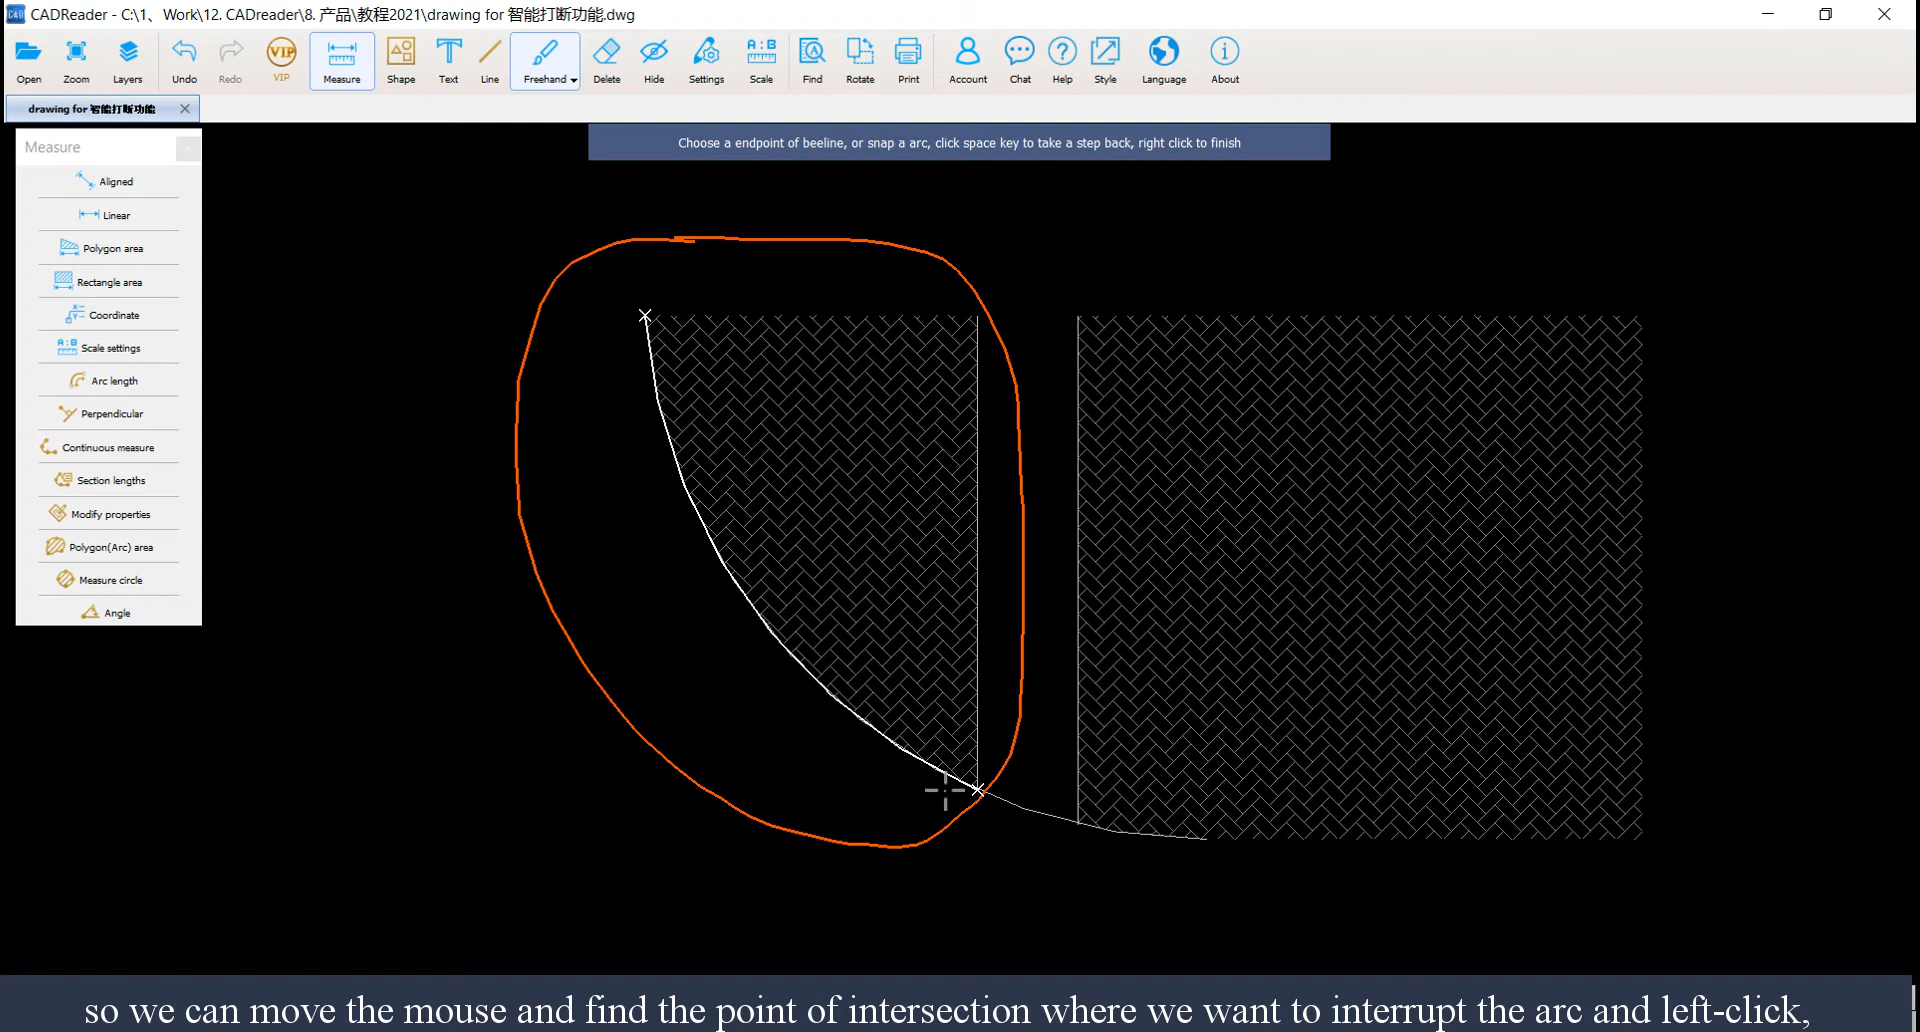 CADReader - C:\1、Work\12. CADreader\8. 产品\教程2021\drawing for 智能打断功能.dwg
Open Zoom Layers Undo Redo VIP VIP Measure Shape Text Line Freehand Delete Hide Settings A:B Scale Find Rotate Print Account Chat Help Style Language About
drawing for 智能打断功能
Measure
Choose a endpoint of beeline, or snap a arc, click space key to take a step back, right click to finish
Aligned
Linear
Polygon area
Rectangle area
Coordinate
A:B Scale settings
Arc length
Perpendicular
Continuous measure
Section lengths
Modify properties
Polygon(Arc) area
Measure circle
Angle
so we can move the mouse and find the point of intersection where we want to interrupt the arc and left-click,